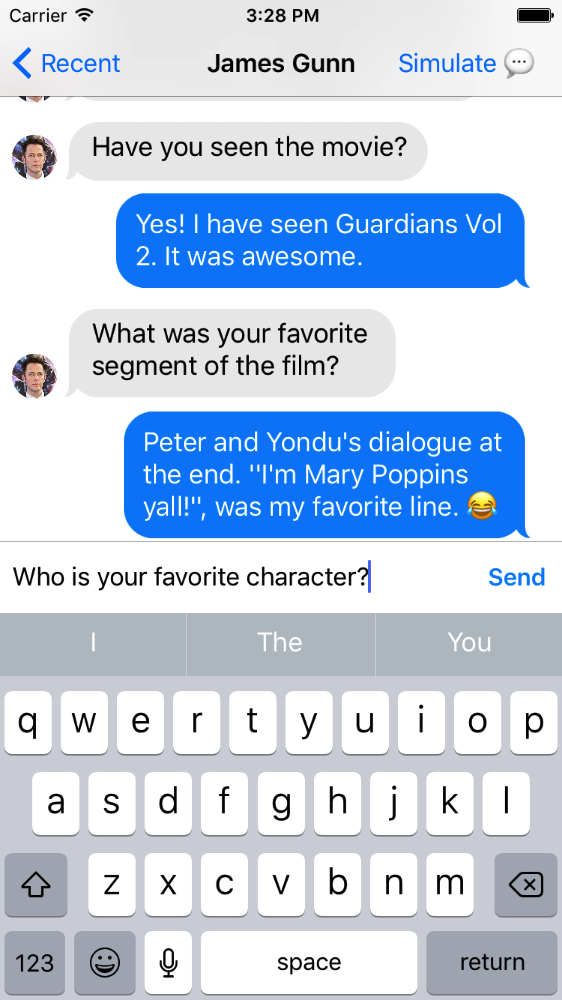 Carrier 3:28 PM
Recent James Gunn Simulate
Have you seen the movie?
Yes! I have seen Guardians Vol
2. It was awesome.
What was your favorite
segment of the film?
Peter and Yondu's dialogue at
the end. "I'm Mary Poppins
yall!", was my favorite line. 😂
Who is your favorite character? Send
I The You
q w e r t y u i o p
a s d f g h j k l
z x c v b n m
123 space return